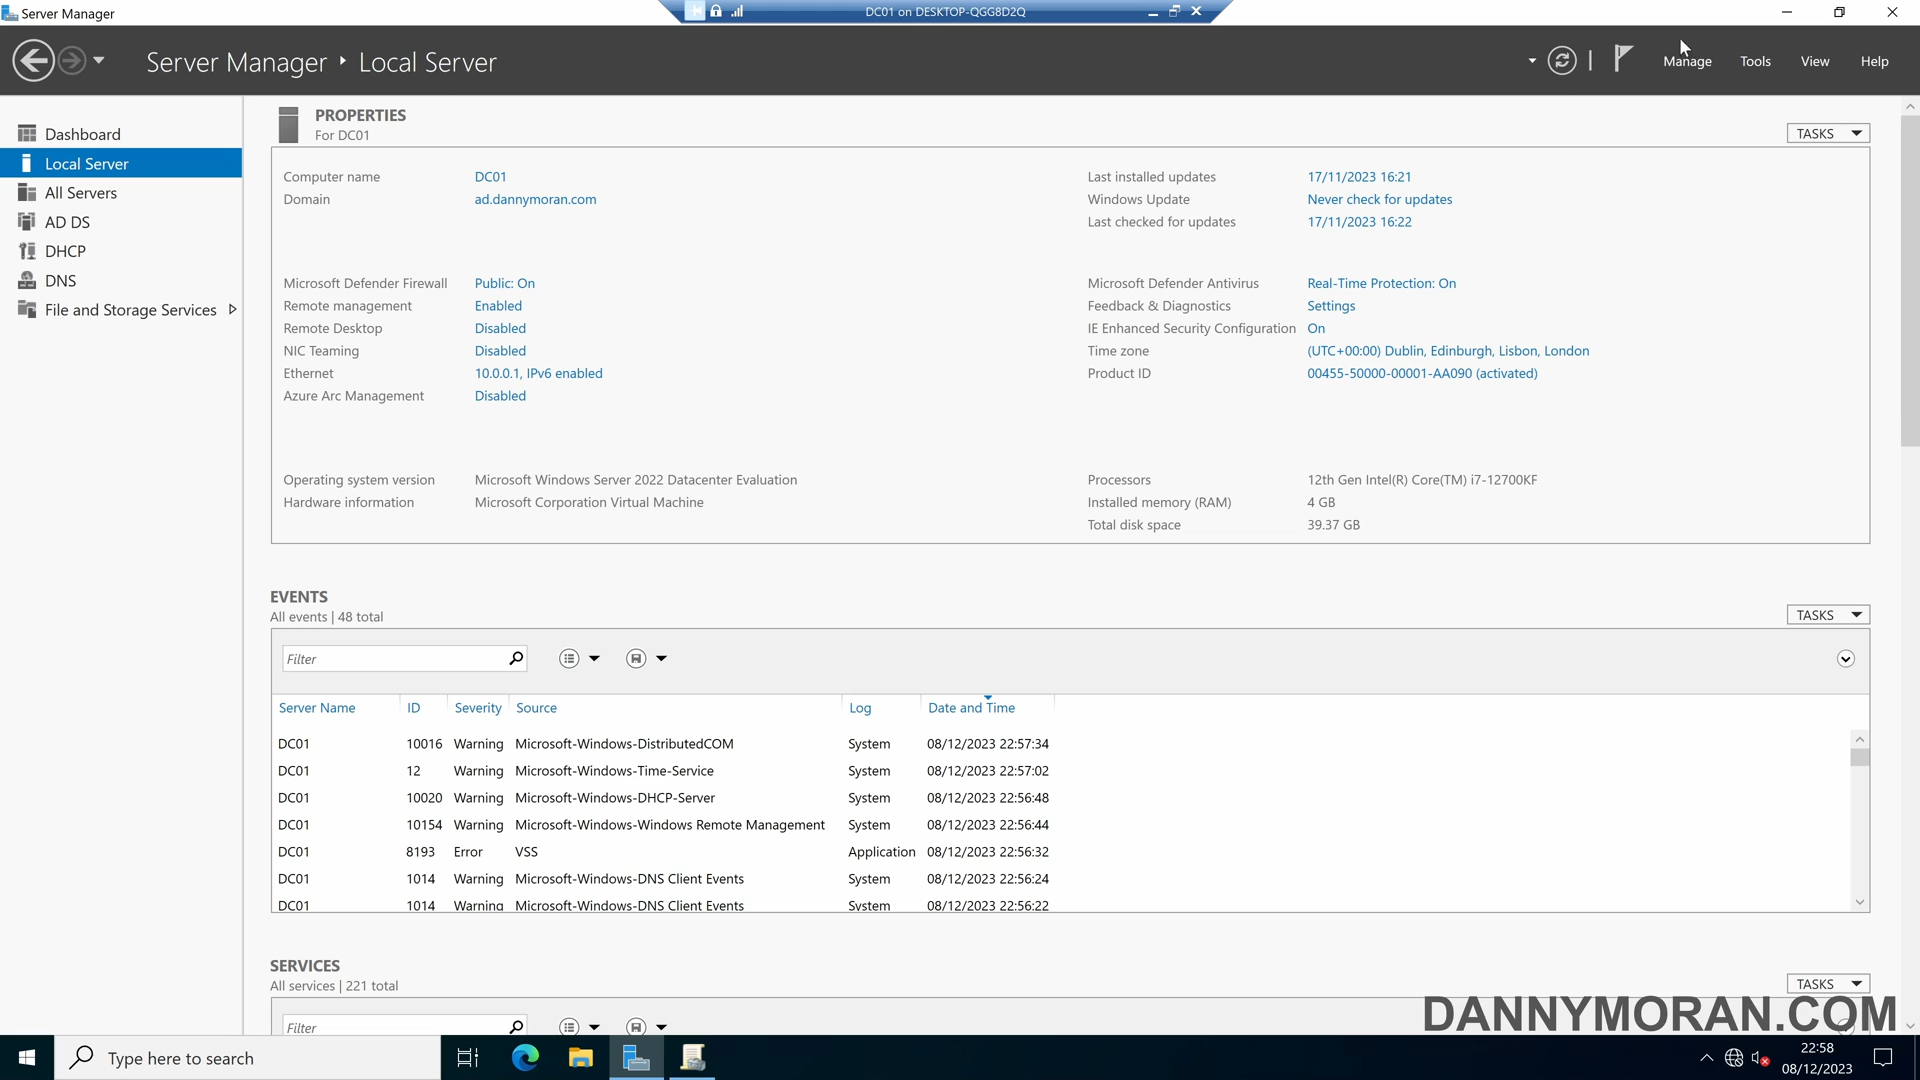 Server Manager
DC01 on DESKTOP-QGG8D2Q
Server Manager
Local Server
Manage
Tools
View
Help
Dashboard
Local Server
All Servers
AD DS
DHCP
DNS
File and Storage Services
PROPERTIES
For DC01
TASKS
Computer name DC01
Domain ad.dannymoran.com
Last installed updates 17/11/2023 16:21
Windows Update Never check for updates
Last checked for updates 17/11/2023 16:22
Microsoft Defender Firewall Public: On
Remote management Enabled
Remote Desktop Disabled
NIC Teaming Disabled
Ethernet 10.0.0.1, IPv6 enabled
Azure Arc Management Disabled
Microsoft Defender Antivirus Real-Time Protection: On
Feedback & Diagnostics Settings
IE Enhanced Security Configuration On
Time zone (UTC+00:00) Dublin, Edinburgh, Lisbon, London
Product ID 00455-50000-00001-AA090 (activated)
Operating system version Microsoft Windows Server 2022 Datacenter Evaluation
Hardware information Microsoft Corporation Virtual Machine
Processors 12th Gen Intel(R) Core(TM) i7-12700KF
Installed memory (RAM) 4 GB
Total disk space 39.37 GB
EVENTS
All events | 48 total
TASKS
Filter
Server Name ID Severity Source Log Date and Time
DC01 10016 Warning Microsoft-Windows-DistributedCOM System 08/12/2023 22:57:34
DC01 12 Warning Microsoft-Windows-Time-Service System 08/12/2023 22:57:02
DC01 10020 Warning Microsoft-Windows-DHCP-Server System 08/12/2023 22:56:48
DC01 10154 Warning Microsoft-Windows-Windows Remote Management System 08/12/2023 22:56:44
DC01 8193 Error VSS Application 08/12/2023 22:56:32
DC01 1014 Warning Microsoft-Windows-DNS Client Events System 08/12/2023 22:56:24
DC01 1014 Warning Microsoft-Windows-DNS Client Events System 08/12/2023 22:56:22
SERVICES
All services | 221 total
TASKS
Filter
DANNYMORAN.COM
Type here to search
22:58
08/12/2023